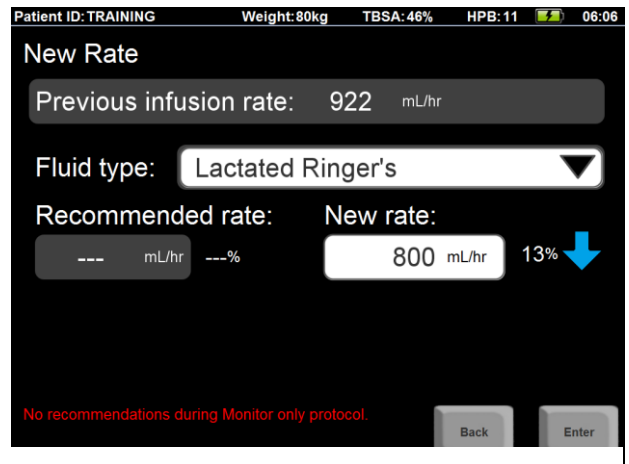 Patient ID: TRAINING Weight: 80kg TBSA: 46% HPB: 11 06:06
New Rate
Previous infusion rate: 922 mL/hr
Fluid type: Lactated Ringer's
Recommended rate: New rate:
--- mL/hr ---% 800 mL/hr 13%
No recommendations during Monitor only protocol.
Back Enter